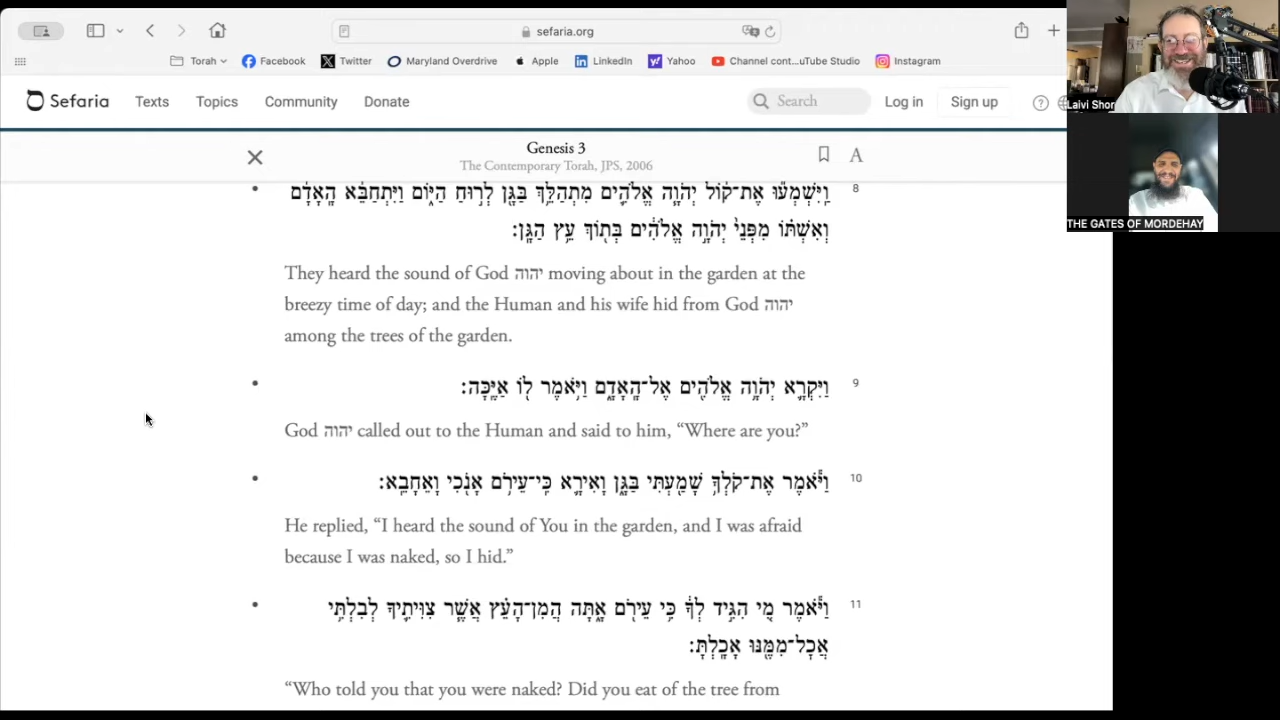 sefaria.org
Torah
Facebook
Twitter
Maryland Overdrive
Apple
LinkedIn
Yahoo
Channel cont...uTube Studio
Instagram
Sefaria
Texts
Topics
Community
Donate
Search
Log in
Sign up
Laivi Shor
THE GATES OF MORDEHAY
Genesis 3
The Contemporary Torah, JPS, 2006
A
8
וַֽיִּשְׁמְע֞וּ אֶת־ק֨וֹל יְהֹוָ֧ה אֱלֹהִ֛ים מִתְהַלֵּ֥ךְ בַּגָּ֖ן לְר֣וּחַ הַיּ֑וֹם וַיִּתְחַבֵּ֨א הָֽאָדָ֜ם
וְאִשְׁתּ֗וֹ מִפְּנֵי֙ יְהֹוָ֣ה אֱלֹהִ֔ים בְּת֖וֹךְ עֵ֥ץ הַגָּֽן׃
They heard the sound of God יהוה moving about in the garden at the
breezy time of day; and the Human and his wife hid from God יהוה
among the trees of the garden.
9
וַיִּקְרָ֛א יְהֹוָ֥ה אֱלֹהִ֖ים אֶל־הָֽאָדָ֑ם וַיֹּ֥אמֶר ל֖וֹ אַיֶּֽכָּה׃
God יהוה called out to the Human and said to him, “Where are you?”
10
וַיֹּ֕אמֶר אֶת־קֹלְךָ֥ שָׁמַ֖עְתִּי בַּגָּ֑ן וָאִירָ֛א כִּֽי־עֵירֹ֥ם אָנֹ֖כִי וָאֵחָבֵֽא׃
He replied, “I heard the sound of You in the garden, and I was afraid
because I was naked, so I hid.”
11
וַיֹּ֕אמֶר מִ֚י הִגִּ֣יד לְךָ֔ כִּ֥י עֵירֹ֖ם אָ֑תָּה הֲמִן־הָעֵ֗ץ אֲשֶׁ֧ר צִוִּיתִ֛יךָ לְבִלְתִּ֥י
אֲכׇל־מִמֶּ֖נּוּ אָכָֽלְתָּ׃
“Who told you that you were naked? Did you eat of the tree from